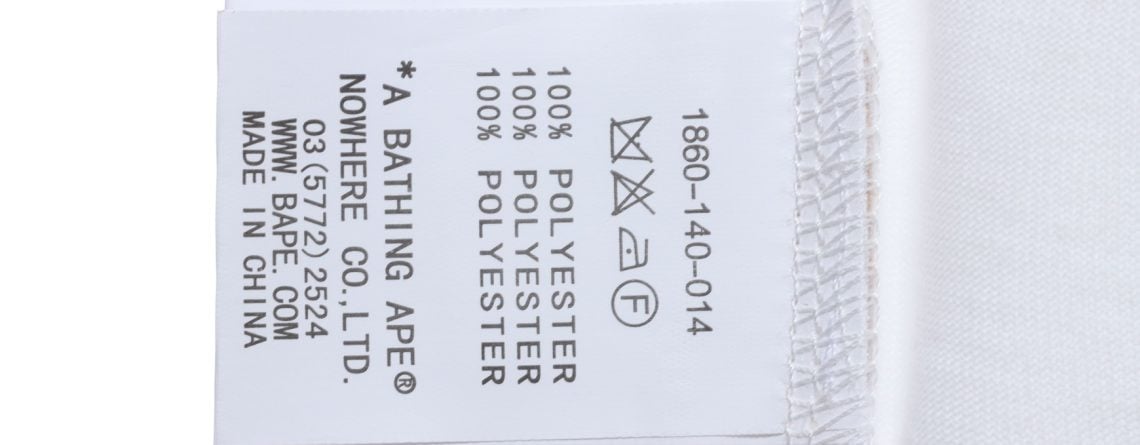 1860-140-014
F
100% POLYESTER
100% POLYESTER
100% POLYESTER
*A BATHING APE®
NOWHERE CO.,LTD.
03(5772)2524
WWW.BAPE.COM
MADE IN CHINA